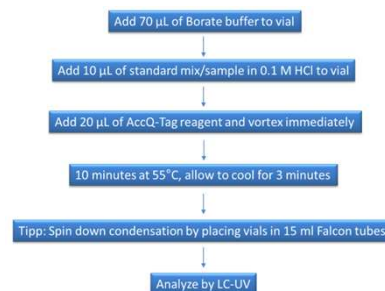 Add 70 µL of Borate buffer to vial
Add 10 µL of standard mix/sample in 0.1 M HCl to vial
Add 20 µL of AccQ-Tag reagent and vortex immediately
10 minutes at 55°C, allow to cool for 3 minutes
Tipp: Spin down condensation by placing vials in 15 ml Falcon tubes
Analyze by LC-UV